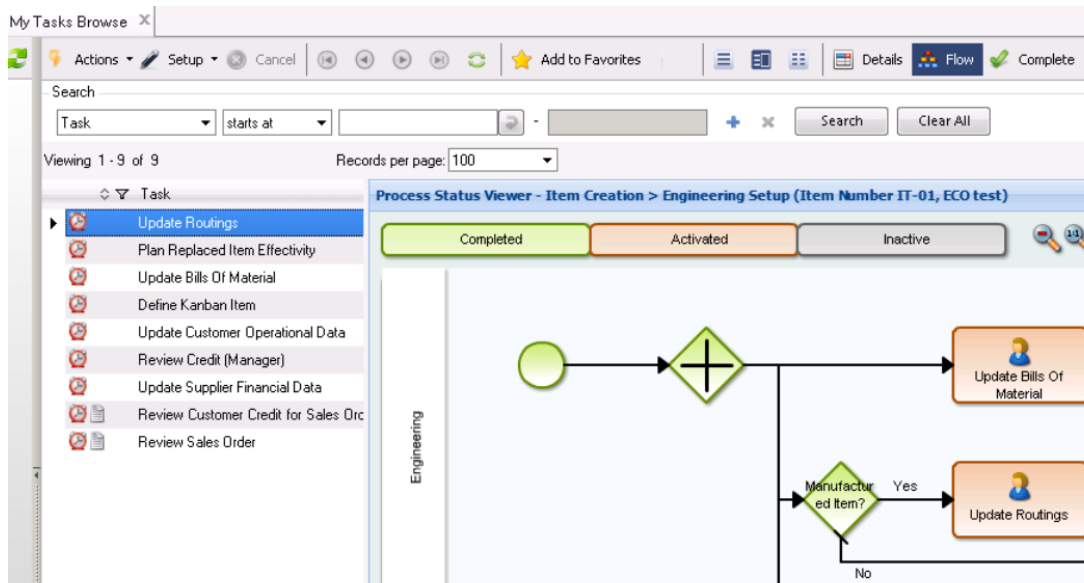 My Tasks Browse X
Actions Setup Cancel Add to Favorites Details Flow Complete
Search
Task starts at - Search Clear All
Viewing 1 - 9 of 9 Records per page: 100
Task
Process Status Viewer - Item Creation > Engineering Setup (Item Number IT-01, ECO test)
Update Routings
Plan Replaced Item Effectivity
Update Bills Of Material
Define Kanban Item
Update Customer Operational Data
Review Credit (Manager)
Update Supplier Financial Data
Review Customer Credit for Sales Orc
Review Sales Order
Completed Activated Inactive 1:1
Engineering
Update Bills Of
Material
Manufactur
ed Item?
Yes
Update Routings
No